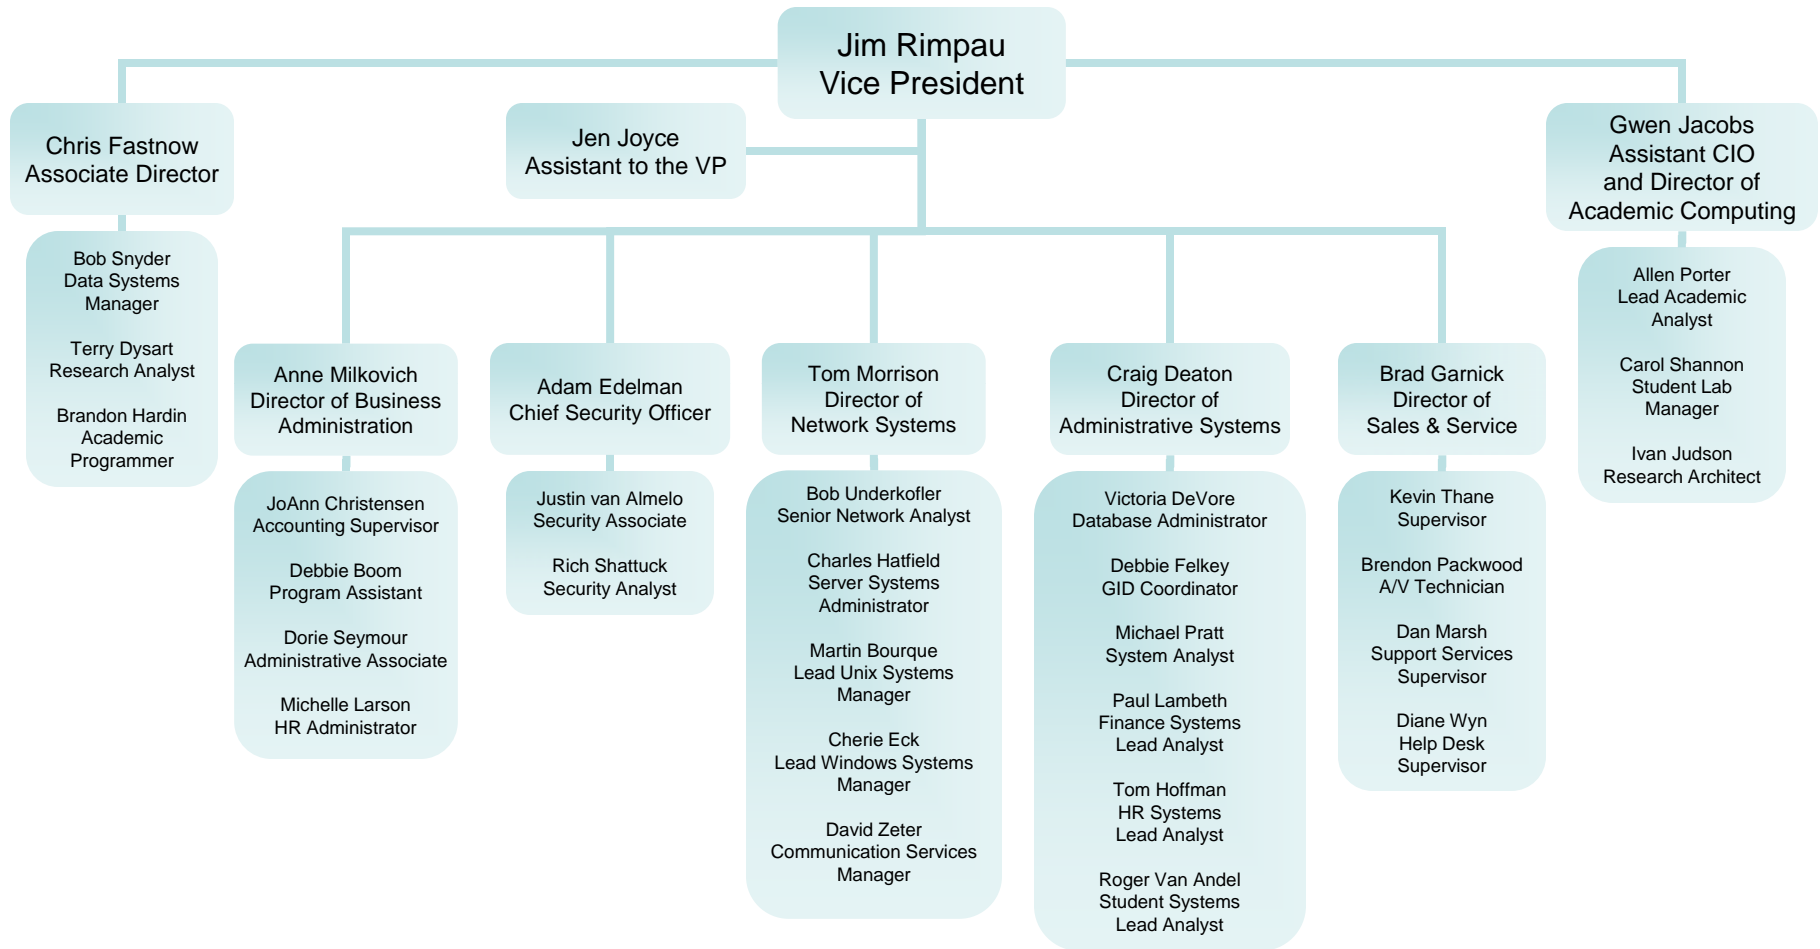 Jim Rimpau
Vice President
Chris Fastnow
Associate Director
Jen Joyce
Assistant to the VP
Gwen Jacobs
Assistant CIO
and Director of
Academic Computing
Bob Snyder
Data Systems
Manager
Terry Dysart
Research Analyst
Brandon Hardin
Academic
Programmer
Anne Milkovich
Director of Business
Administration
JoAnn Christensen
Accounting Supervisor
Debbie Boom
Program Assistant
Dorie Seymour
Administrative Associate
Michelle Larson
HR Administrator
Adam Edelman
Chief Security Officer
Justin van Almelo
Security Associate
Rich Shattuck
Security Analyst
Tom Morrison
Director of
Network Systems
Bob Underkofler
Senior Network Analyst
Charles Hatfield
Server Systems
Administrator
Martin Bourque
Lead Unix Systems
Manager
Cherie Eck
Lead Windows Systems
Manager
David Zeter
Communication Services
Manager
Craig Deaton
Director of
Administrative Systems
Victoria DeVore
Database Administrator
Debbie Felkey
GID Coordinator
Michael Pratt
System Analyst
Paul Lambeth
Finance Systems
Lead Analyst
Tom Hoffman
HR Systems
Lead Analyst
Roger Van Andel
Student Systems
Lead Analyst
Brad Garnick
Director of
Sales & Service
Kevin Thane
Supervisor
Brendon Packwood
A/V Technician
Dan Marsh
Support Services
Supervisor
Diane Wyn
Help Desk
Supervisor
Allen Porter
Lead Academic
Analyst
Carol Shannon
Student Lab
Manager
Ivan Judson
Research Architect